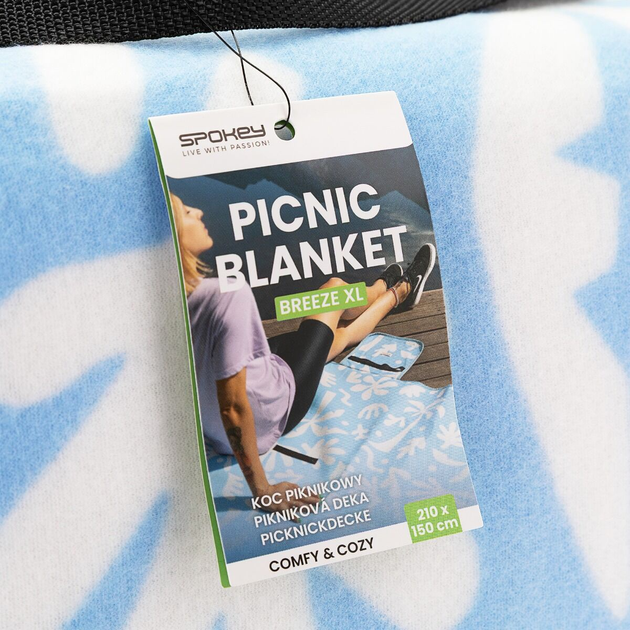 SPOKEY
LIVE WITH PASSION!
PICNIC
BLANKET
BREEZE XL
KOC PIKNIKOWY
PIKNIKOVÁ DEKA
PICKNICKDECKE
210 x
150 cm
COMFY & COZY